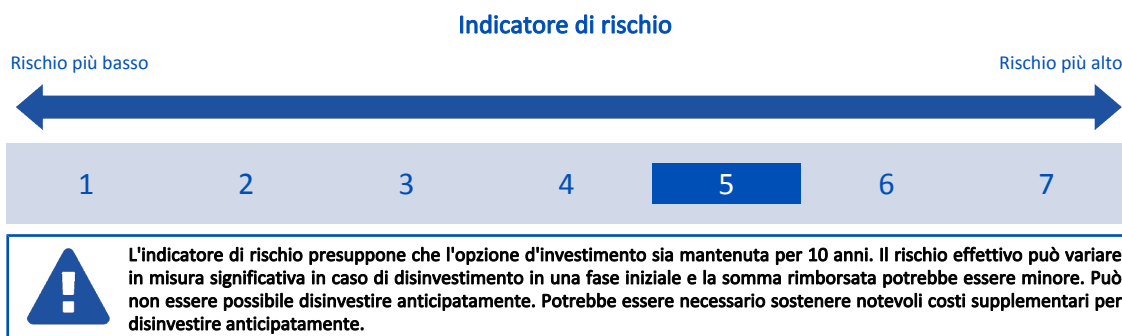 Indicatore di rischio
Rischio più basso Rischio più alto
1 2 3 4 5 6 7
L'indicatore di rischio presuppone che l'opzione d'investimento sia mantenuta per 10 anni. Il rischio effettivo può variare
in misura significativa in caso di disinvestimento in una fase iniziale e la somma rimborsata potrebbe essere minore. Può
non essere possibile disinvestire anticipatamente. Potrebbe essere necessario sostenere notevoli costi supplementari per
disinvestire anticipatamente.